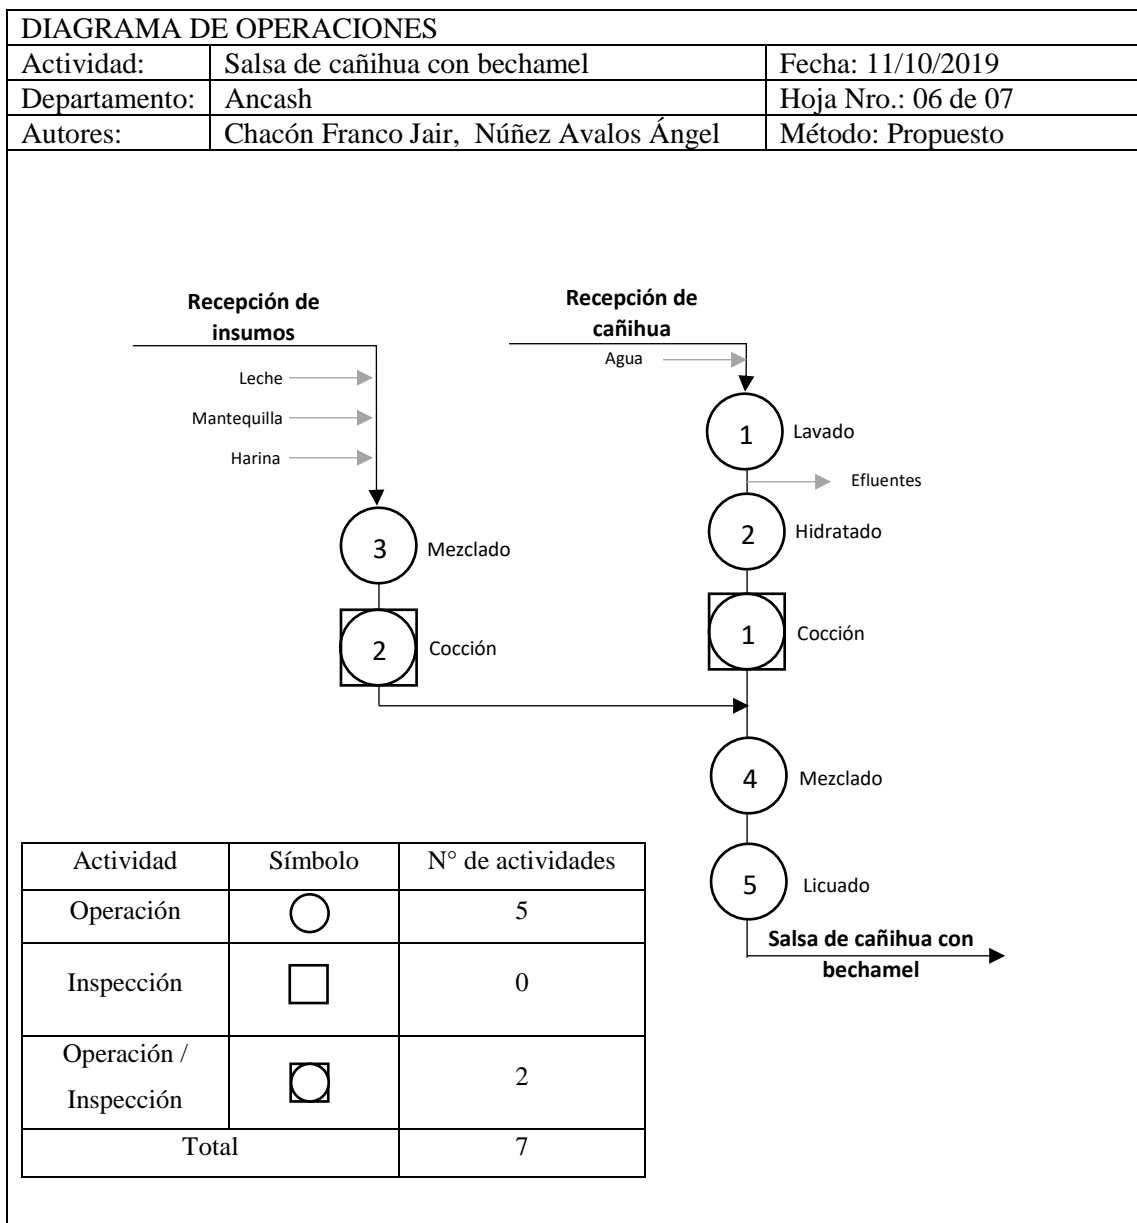 DIAGRAMA DE OPERACIONES
Actividad: Salsa de cañihua con bechamel Fecha: 11/10/2019
Departamento: Ancash Hoja Nro.: 06 de 07
Autores: Chacón Franco Jair, Núñez Avalos Ángel Método: Propuesto
Recepción de
insumos
Leche
Mantequilla
Harina
3 Mezclado
2 Cocción
Recepción de
cañihua
Agua
1 Lavado
Efluentes
2 Hidratado
1 Cocción
4 Mezclado
5 Licuado
Salsa de cañihua con
bechamel
Actividad Símbolo N° de actividades
Operación 5
Inspección 0
Operación /
Inspección 2
Total 7